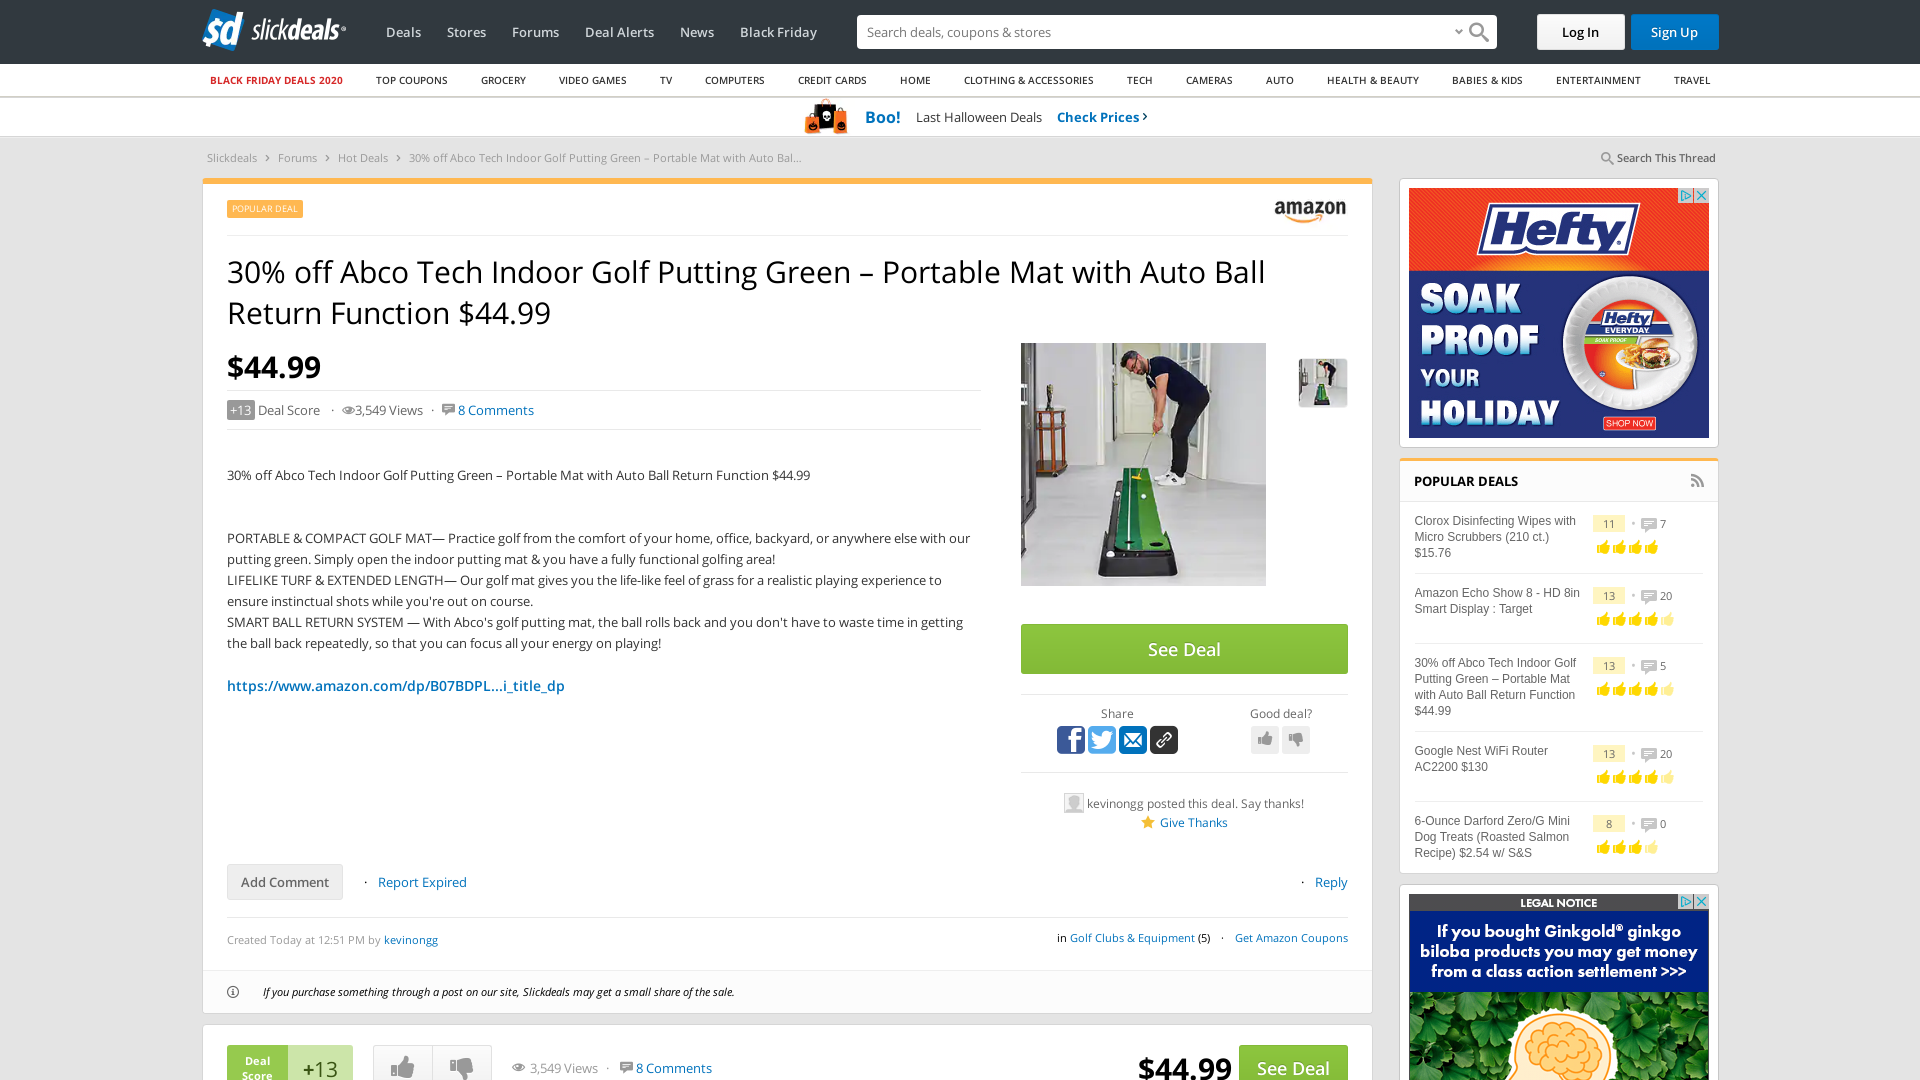 sd slickdeals
Deals Stores Forums Deal Alerts News Black Friday Search deals, coupons & scores Log In Sign Up
BLACK FRIDAY DEALS 2020 TOP COUPONS GROCERY VIDEO GAMES TV COMPUTERS CREDIT CARDS HOME CLOTHING & ACCESSORIES TECH CAMERAS AUTO HEALTH & BEAUTY BABIES & KIDS ENTERTAINMENT TRAVEL
Boo! Last Halloween Deals Check Prices
Slickdeals Forums Hot Deals 30% off Abco Tech Indoor Golf Putting Green – Portable Mat with Auto Bal... Search This Thread
POPULAR DEAL amazon
30% off Abco Tech Indoor Golf Putting Green – Portable Mat with Auto Ball
Return Function $44.99
$44.99
+13 Deal Score · 3,549 Views · 8 Comments
30% off Abco Tech Indoor Golf Putting Green – Portable Mat with Auto Ball Return Function $44.99
PORTABLE & COMPACT GOLF MAT— Practice golf from the comfort of your home, office, backyard, or anywhere else with our
putting green. Simply open the indoor putting mat & you have a fully functional golfing area!
LIFELIKE TURF & EXTENDED LENGTH— Our golf mat gives you the life-like feel of grass for a realistic playing experience to
ensure instinctual shots while you're out on course.
SMART BALL RETURN SYSTEM — With Abco's golf putting mat, the ball rolls back and you don't have to waste time in getting
the ball back repeatedly, so that you can focus all your energy on playing!
https://www.amazon.com/dp/B07BDPL...i_title_dp
See Deal
Share Good deal?
kevinongg posted this deal. Say thanks!
Give Thanks
Add Comment · Report Expired · Reply
Created Today at 12:51 PM by kevinongg in Golf Clubs & Equipment (5) · Get Amazon Coupons
If you purchase something through a post on our site, Slickdeals may get a small share of the sale.
Deal
Score +13 3,549 Views · 8 Comments $44.99 See Deal
Hefty
SOAK
PROOF
YOUR
HOLIDAY
Hefty
EVERYDAY
SOAK PROOF
SHOP NOW
POPULAR DEALS
Clorox Disinfecting Wipes with
Micro Scrubbers (210 ct.)
$15.76
11 · 7
Amazon Echo Show 8 - HD 8in
Smart Display : Target
13 · 20
30% off Abco Tech Indoor Golf
Putting Green – Portable Mat
with Auto Ball Return Function
$44.99
13 · 5
Google Nest WiFi Router
AC2200 $130
13 · 20
6-Ounce Darford Zero/G Mini
Dog Treats (Roasted Salmon
Recipe) $2.54 w/ S&S
8 · 0
LEGAL NOTICE
If you bought Ginkgold® ginkgo
biloba products you may get money
from a class action settlement >>>